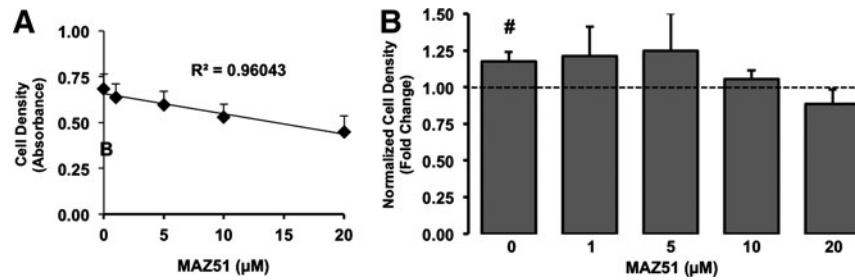 A
1.00
0.75
0.50
0.25
0.00
Cell Density
(Absorbance)
R² = 0.96043
B
0 5 10 15 20
MAZ51 (μM)
B
1.50
1.25
1.00
0.75
0.50
0.25
0.00
Normalized Cell Density
(Fold Change)
#
0 1 5 10 20
MAZ51 (μM)